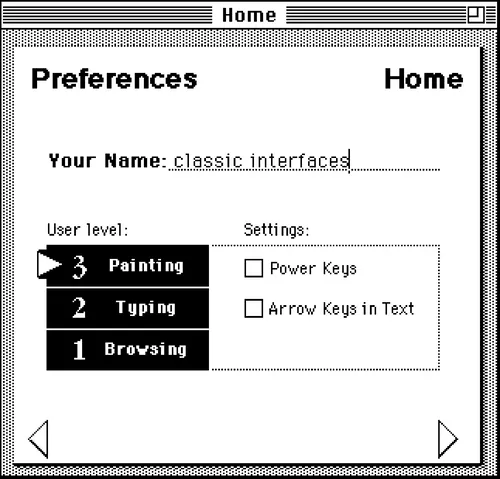 Home
Preferences Home
Your Name: classic interfaces
User level: Settings:
3 Painting Power Keys
2 Typing Arrow Keys in Text
1 Browsing